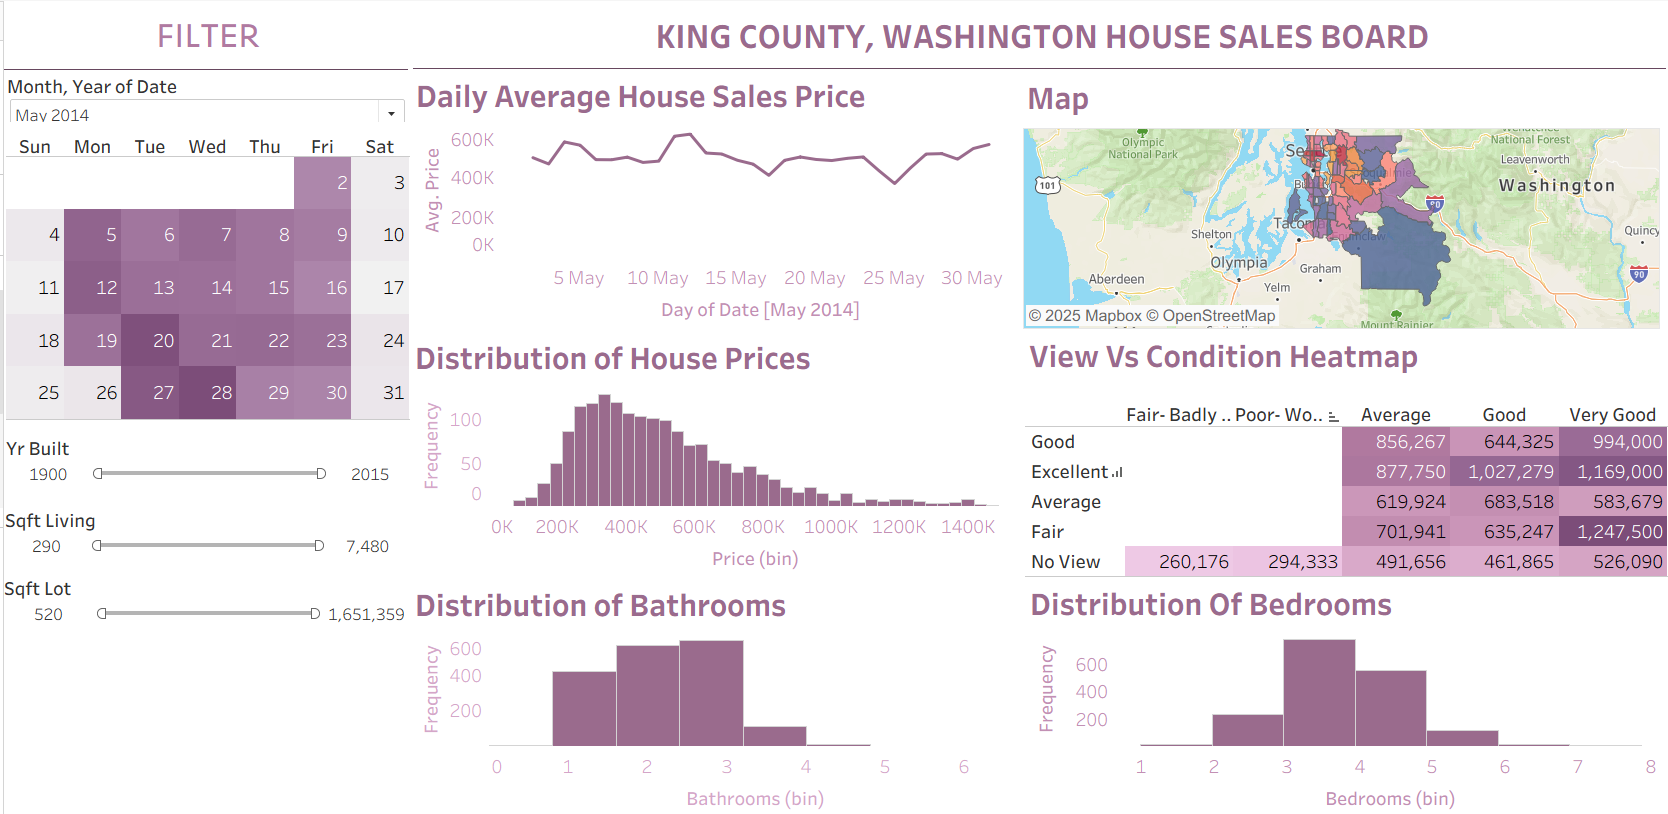 FILTER
KING COUNTY, WASHINGTON HOUSE SALES BOARD
Month, Year of Date
May 2014
Sun Mon Tue Wed Thu Fri Sat
2 3
4 5 6 7 8 9 10
11 12 13 14 15 16 17
18 19 20 21 22 23 24
25 26 27 28 29 30 31
Yr Built
1900 2015
Sqft Living
290 7,480
Sqft Lot
520 1,651,359
Daily Average House Sales Price
Avg. Price
600K
400K
200K
0K
5 May 10 May 15 May 20 May 25 May 30 May
Day of Date [May 2014]
Map
Olympic
National Park
National Forest
Leavenworth
Washington
101
90
Shelton
Olympia
Quincy
90
Aberdeen
Graham
Yelm
Mount Rainier
© 2025 Mapbox © OpenStreetMap
Distribution of House Prices
Frequency
100
50
0
0K 200K 400K 600K 800K 1000K 1200K 1400K
Price (bin)
View Vs Condition Heatmap
Fair- Badly .. Poor- Wo.. Average Good Very Good
Good 856,267 644,325 994,000
Excellent 877,750 1,027,279 1,169,000
Average 619,924 683,518 583,679
Fair 701,941 635,247 1,247,500
No View 260,176 294,333 491,656 461,865 526,090
Distribution of Bathrooms
Frequency
600
400
200
0 1 2 3 4 5 6
Bathrooms (bin)
Distribution Of Bedrooms
Frequency
600
400
200
1 2 3 4 5 6 7 8
Bedrooms (bin)